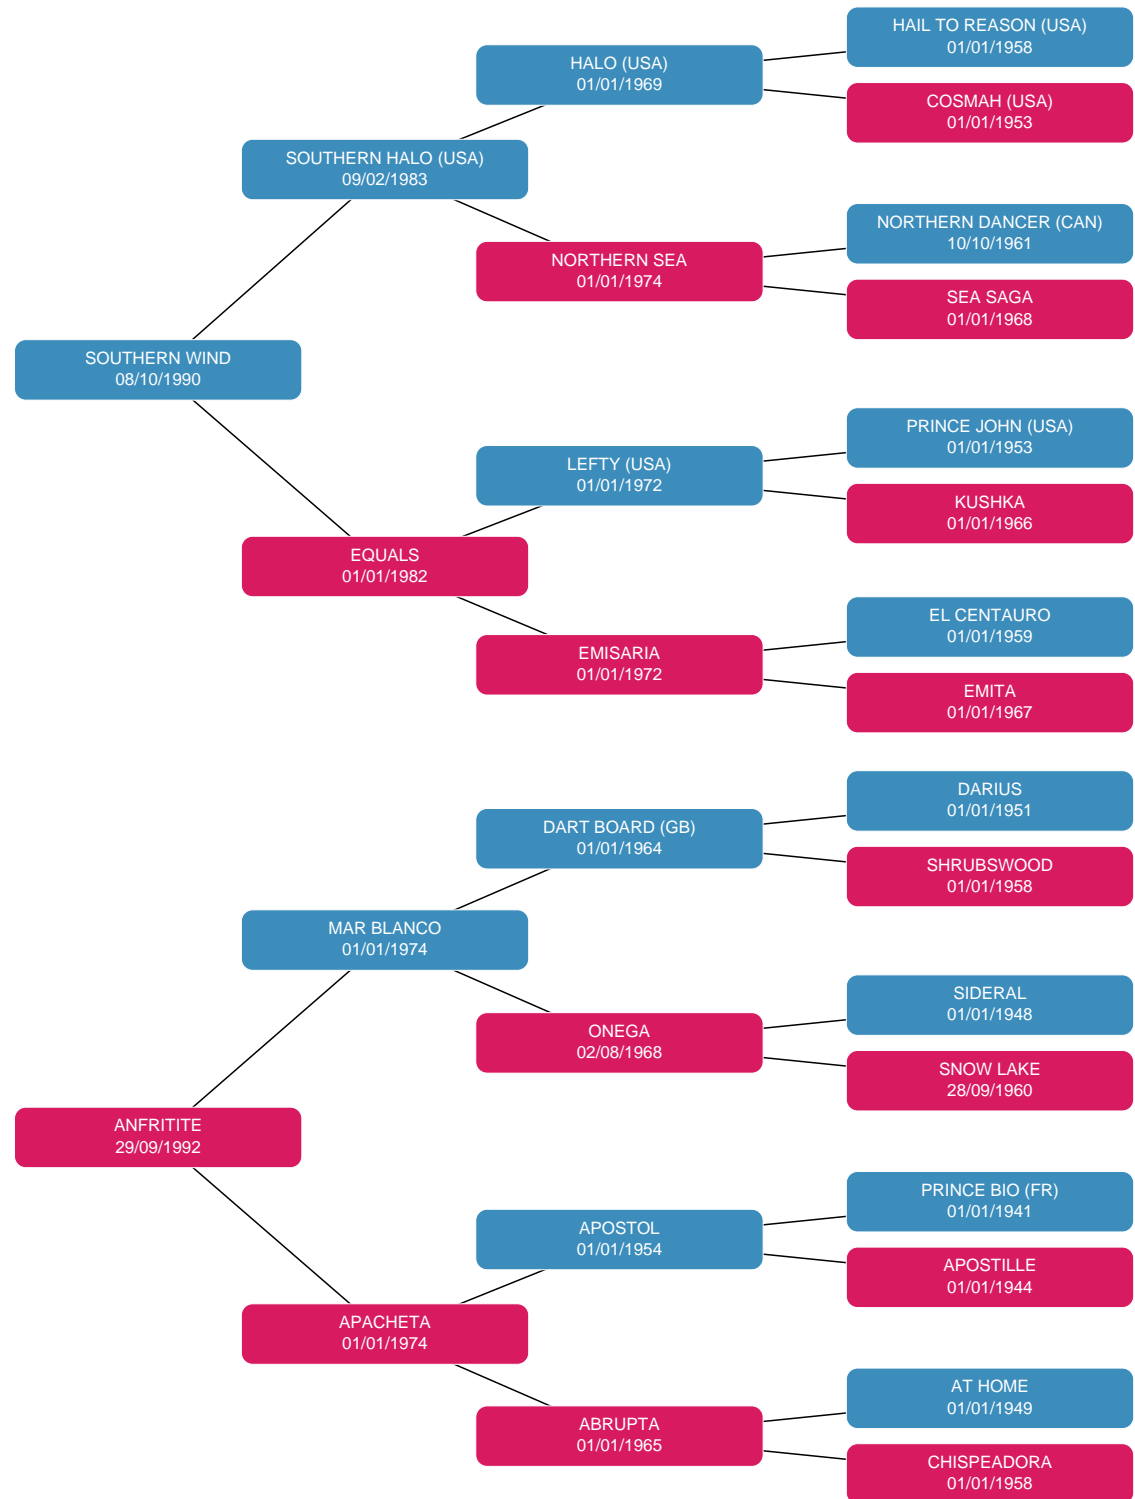 HAIL TO REASON (USA)
01/01/1958
HALO (USA)
01/01/1969
COSMAH (USA)
01/01/1953
SOUTHERN HALO (USA)
09/02/1983
NORTHERN DANCER (CAN)
10/10/1961
NORTHERN SEA
01/01/1974
SEA SAGA
01/01/1968
SOUTHERN WIND
08/10/1990
PRINCE JOHN (USA)
01/01/1953
LEFTY (USA)
01/01/1972
KUSHKA
01/01/1966
EQUALS
01/01/1982
EL CENTAURO
01/01/1959
EMISARIA
01/01/1972
EMITA
01/01/1967
DARIUS
01/01/1951
DART BOARD (GB)
01/01/1964
SHRUBSWOOD
01/01/1958
MAR BLANCO
01/01/1974
SIDERAL
01/01/1948
ONEGA
02/08/1968
SNOW LAKE
28/09/1960
ANFRITITE
29/09/1992
PRINCE BIO (FR)
01/01/1941
APOSTOL
01/01/1954
APOSTILLE
01/01/1944
APACHETA
01/01/1974
AT HOME
01/01/1949
ABRUPTA
01/01/1965
CHISPEADORA
01/01/1958